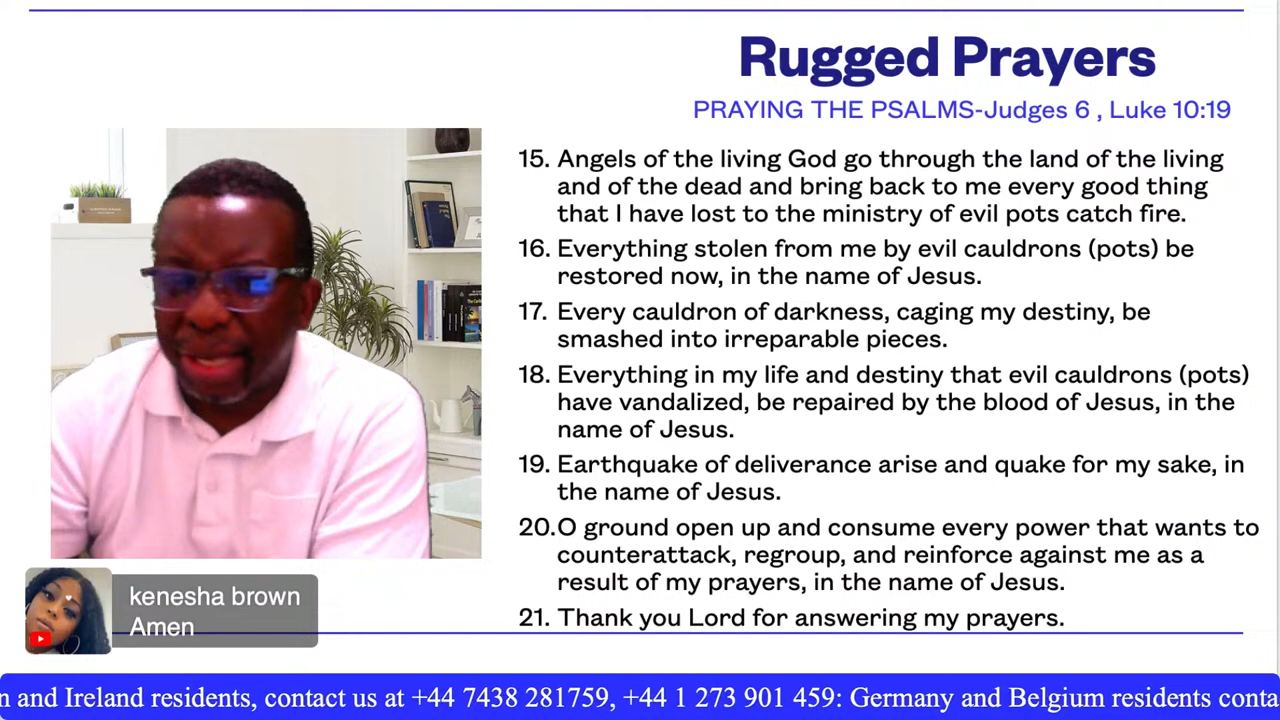 Rugged Prayers
PRAYING THE PSALMS-Judges 6 , Luke 10:19
15. Angels of the living God go through the land of the living
and of the dead and bring back to me every good thing
that I have lost to the ministry of evil pots catch fire.
16. Everything stolen from me by evil cauldrons (pots) be
restored now, in the name of Jesus.
17. Every cauldron of darkness, caging my destiny, be
smashed into irreparable pieces.
18. Everything in my life and destiny that evil cauldrons (pots)
have vandalized, be repaired by the blood of Jesus, in the
name of Jesus.
19. Earthquake of deliverance arise and quake for my sake, in
the name of Jesus.
20.O ground open up and consume every power that wants to
counterattack, regroup, and reinforce against me as a
result of my prayers, in the name of Jesus.
21. Thank you Lord for answering my prayers.
kenesha brown
Amen
n and Ireland residents, contact us at +44 7438 281759, +44 1 273 901 459: Germany and Belgium residents conta